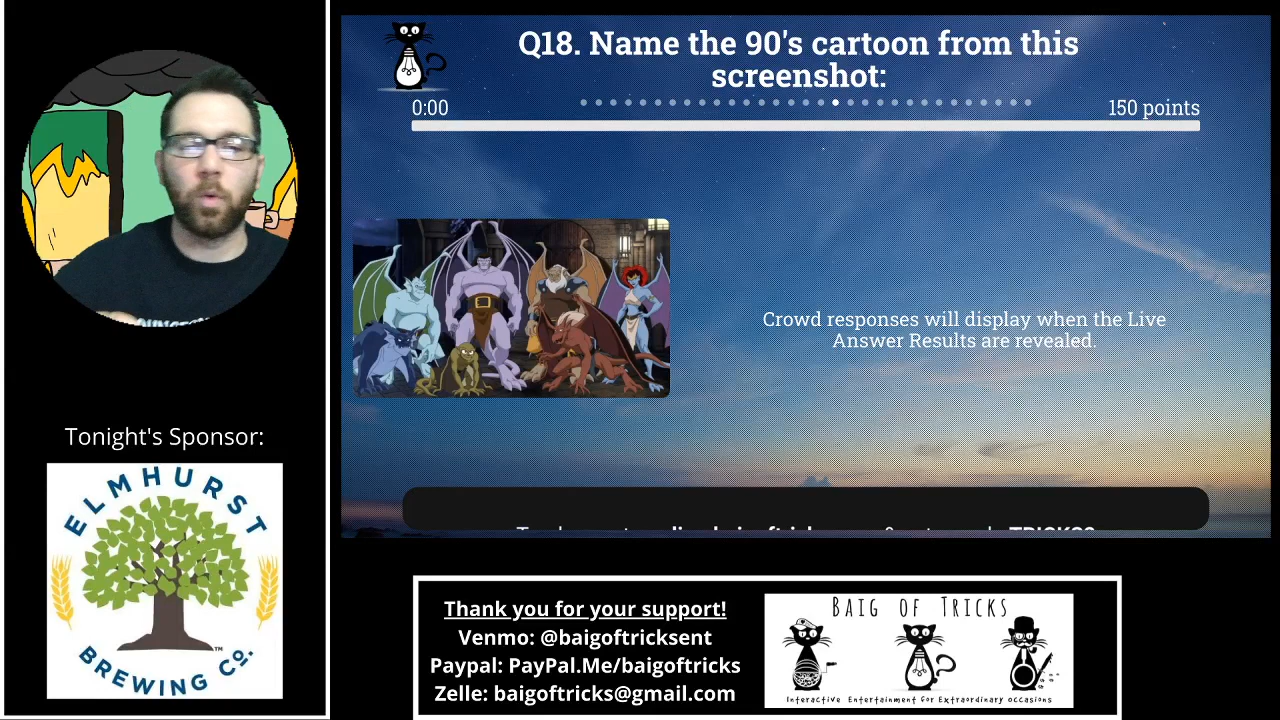 Q18. Name the 90's cartoon from this
screenshot:
0:00
150 points
Crowd responses will display when the Live
Answer Results are revealed.
Tonight's Sponsor:
ELMHURST
BREWING CO.
TM
Thank you for your support!
Venmo: @baigoftricksent
Paypal: PayPal.Me/baigoftricks
Zelle: baigoftricks@gmail.com
BAIG OF TRICKS
Interactive Entertainment for Extraordinary occasions